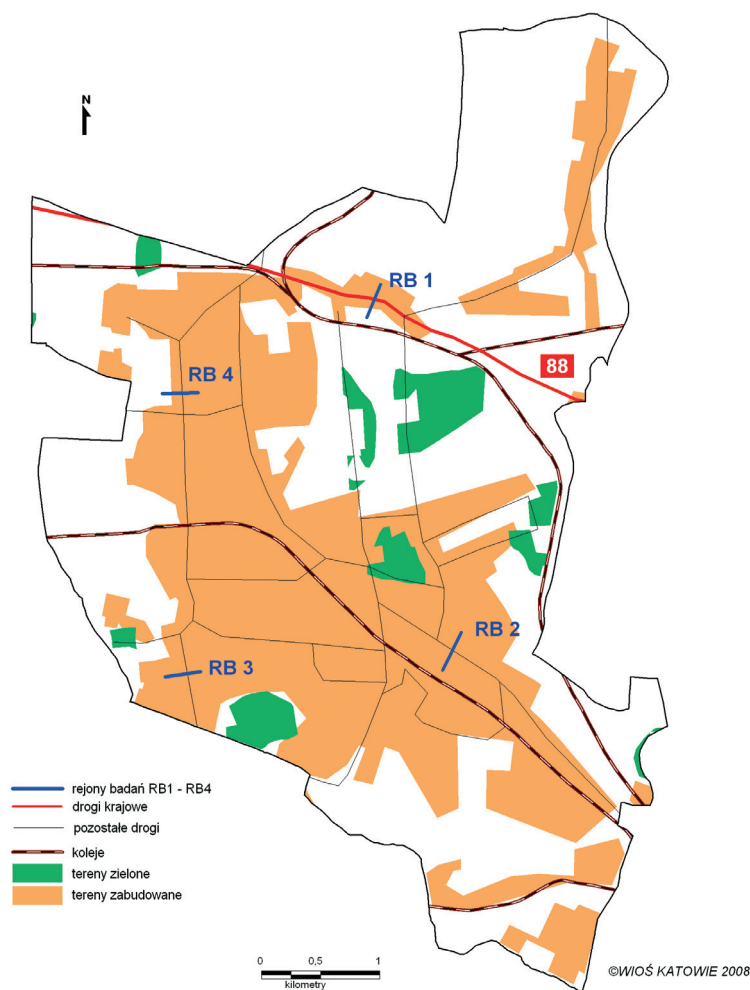 N
RB 1
88
RB 4
RB 2
RB 3
rejony badań RB1 - RB4
drogi krajowe
pozostałe drogi
koleje
tereny zielone
tereny zabudowane
0 0,5 1
kilometry
©WIOŚ KATOWIE 2008